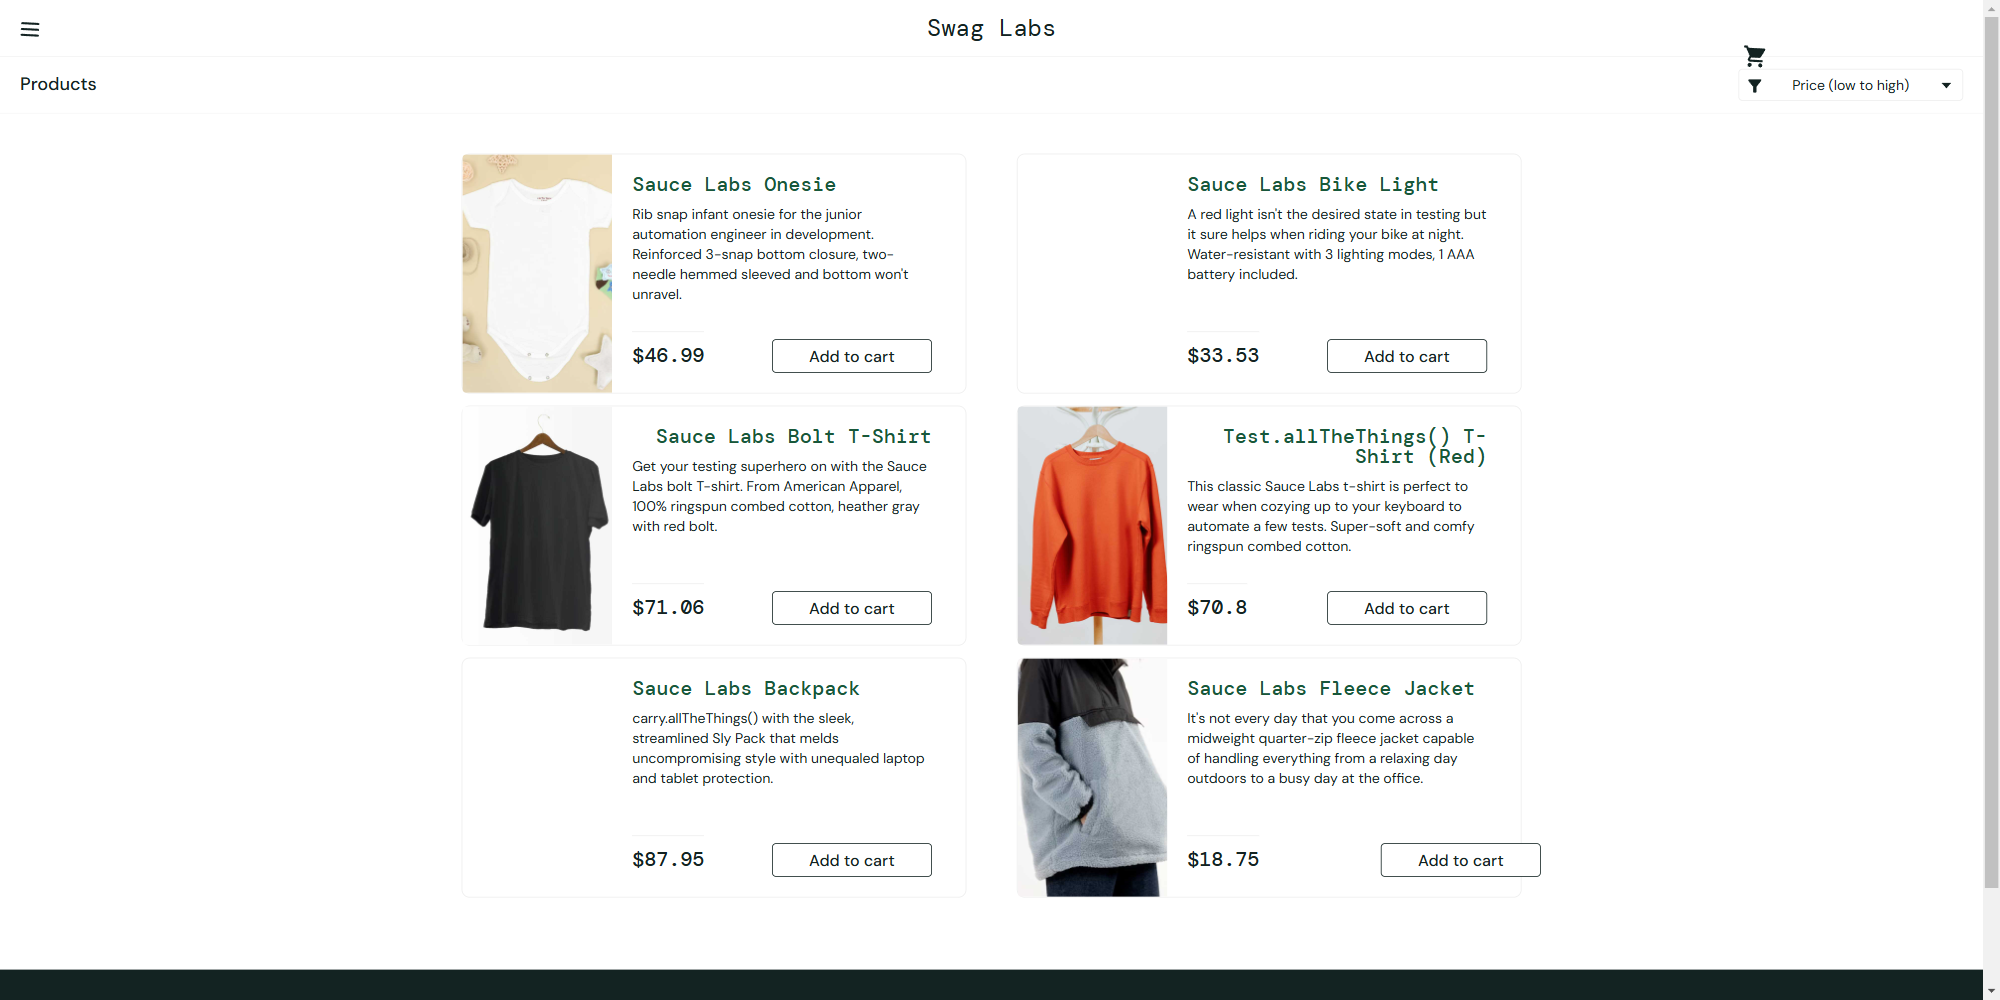 Swag Labs
Products
Price (low to high)
Sauce Labs Onesie
Rib snap infant onesie for the junior
automation engineer in development.
Reinforced 3-snap bottom closure, two-
needle hemmed sleeved and bottom won't
unravel.
$46.99
Add to cart
Sauce Labs Bike Light
A red light isn't the desired state in testing but
it sure helps when riding your bike at night.
Water-resistant with 3 lighting modes, 1 AAA
battery included.
$33.53
Add to cart
Sauce Labs Bolt T-Shirt
Get your testing superhero on with the Sauce
Labs bolt T-shirt. From American Apparel,
100% ringspun combed cotton, heather gray
with red bolt.
$71.06
Add to cart
Test.allTheThings() T-
Shirt (Red)
This classic Sauce Labs t-shirt is perfect to
wear when cozying up to your keyboard to
automate a few tests. Super-soft and comfy
ringspun combed cotton.
$70.8
Add to cart
Sauce Labs Backpack
carry.allTheThings() with the sleek,
streamlined Sly Pack that melds
uncompromising style with unequaled laptop
and tablet protection.
$87.95
Add to cart
Sauce Labs Fleece Jacket
It's not every day that you come across a
midweight quarter-zip fleece jacket capable
of handling everything from a relaxing day
outdoors to a busy day at the office.
$18.75
Add to cart